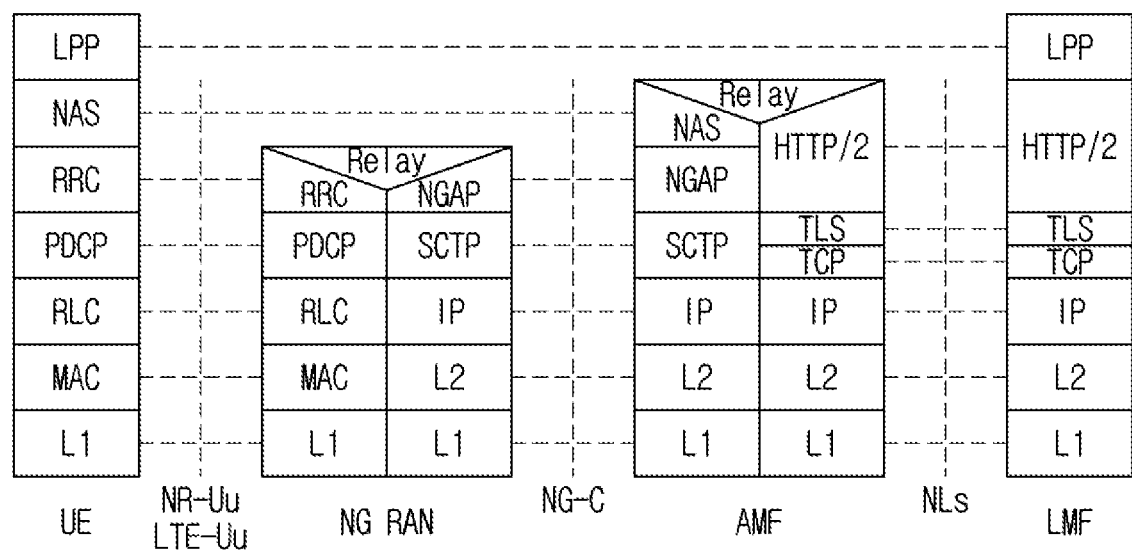 LPP LPP
NAS Relay
NAS HTTP/2 HTTP/2
RRC Relay
RRC NGAP NGAP
PDCP PDCP SCTP SCTP TLS TLS
TCP TCP
RLC RLC IP IP IP IP
MAC MAC L2 L2 L2 L2
L1 L1 L1 L1 L1 L1
UE NR-Uu NG RAN NG-C AMF NLs LMF
LTE-Uu